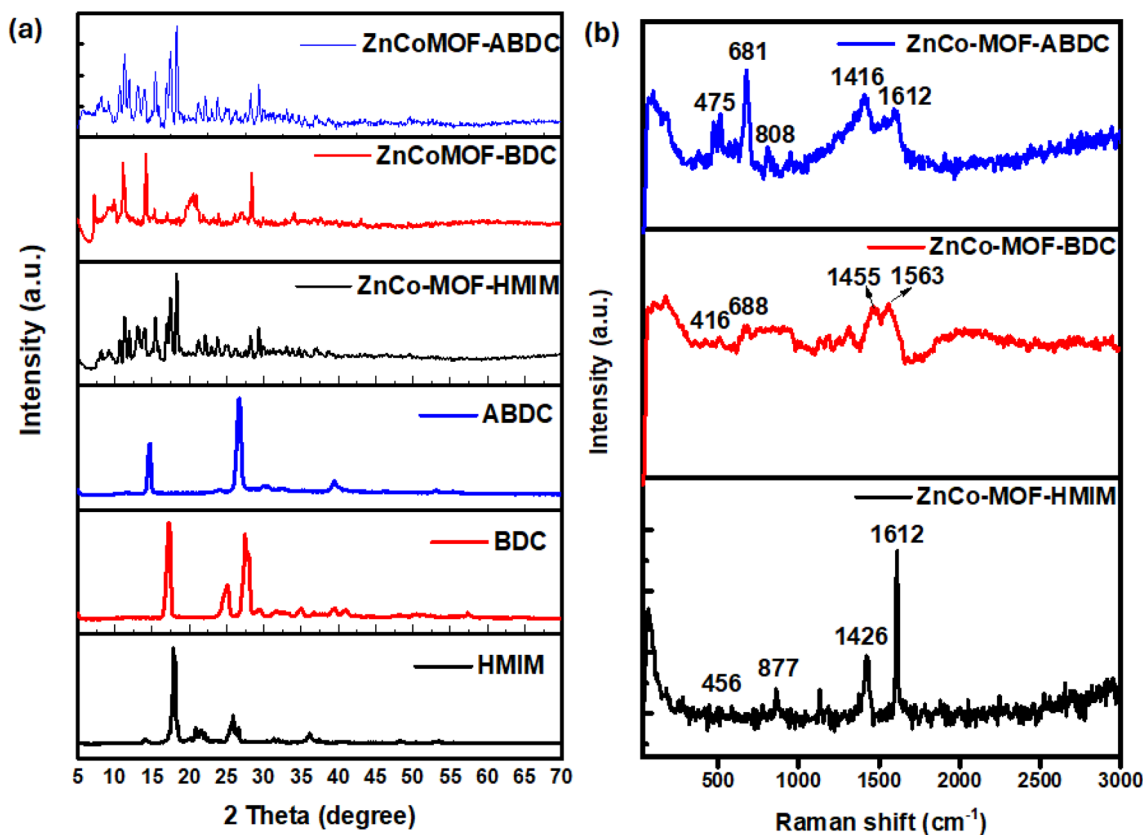 (a)
ZnCoMOF-ABDC
ZnCoMOF-BDC
ZnCo-MOF-HMIM
ABDC
BDC
HMIM
Intensity (a.u.)
5 10 15 20 25 30 35 40 45 50 55 60 65 70
2 Theta (degree)
(b)
ZnCo-MOF-ABDC
681
1416
1612
475
808
ZnCo-MOF-BDC
1455 1563
416 688
ZnCo-MOF-HMIM
1612
1426
456 877
Intensity (a.u.)
500 1000 1500 2000 2500 3000
Raman shift (cm⁻¹)